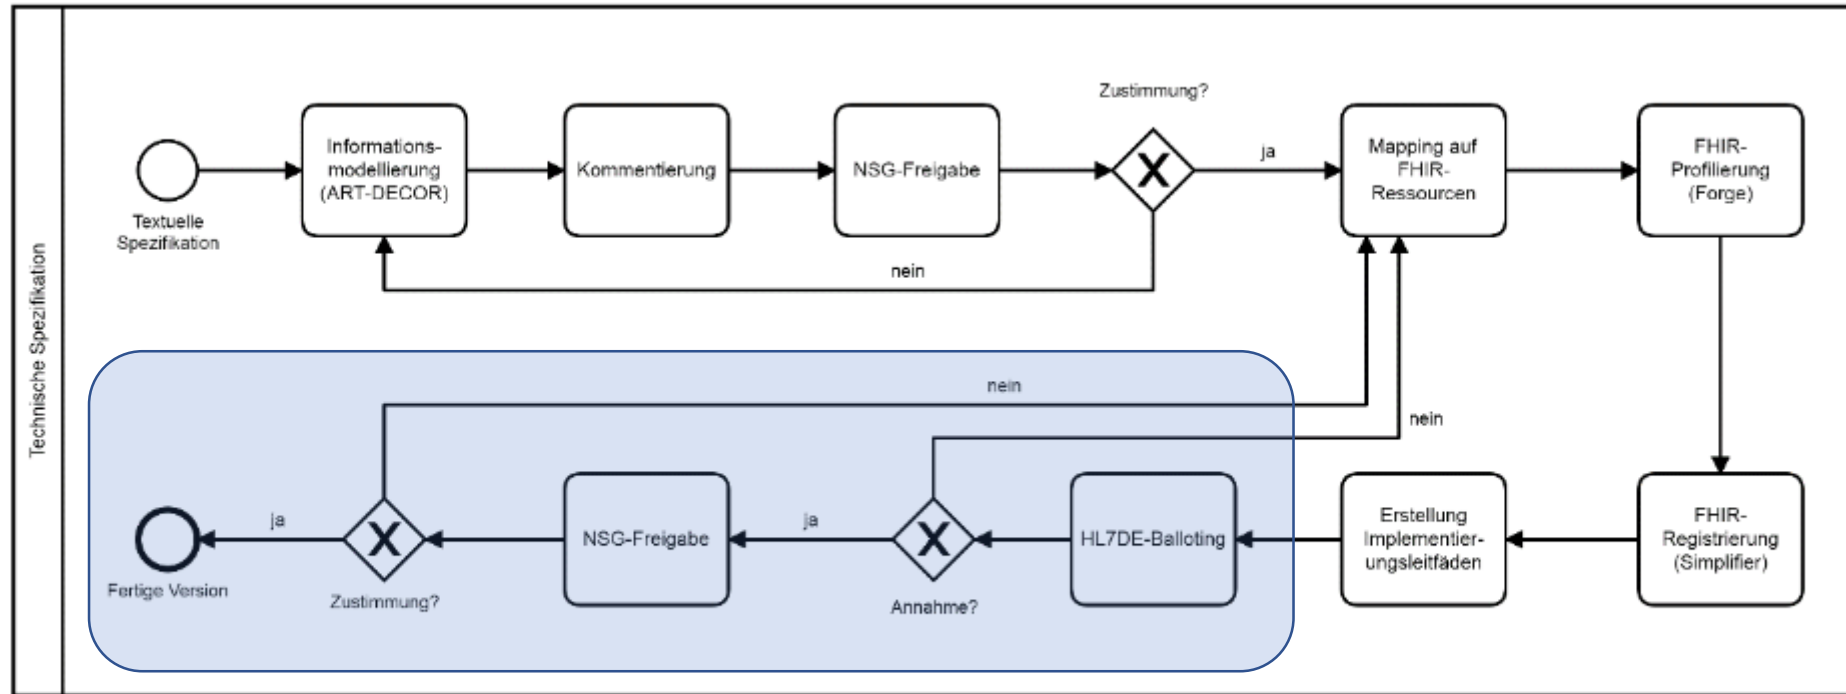 Technische Spezifikation
Zustimmung?
Informations-
modellierung
(ART-DECOR)
Kommentierung
NSG-Freigabe
ja
Mapping auf
FHIR-
Ressourcen
FHIR-
Profilierung
(Forge)
Textuelle
Spezifikation
nein
nein
nein
Fertige Version
ja
Zustimmung?
NSG-Freigabe
ja
Annahme?
HL7DE-Balloting
Erstellung
Implementier-
ungsleitfäden
FHIR-
Registrierung
(Simplifier)